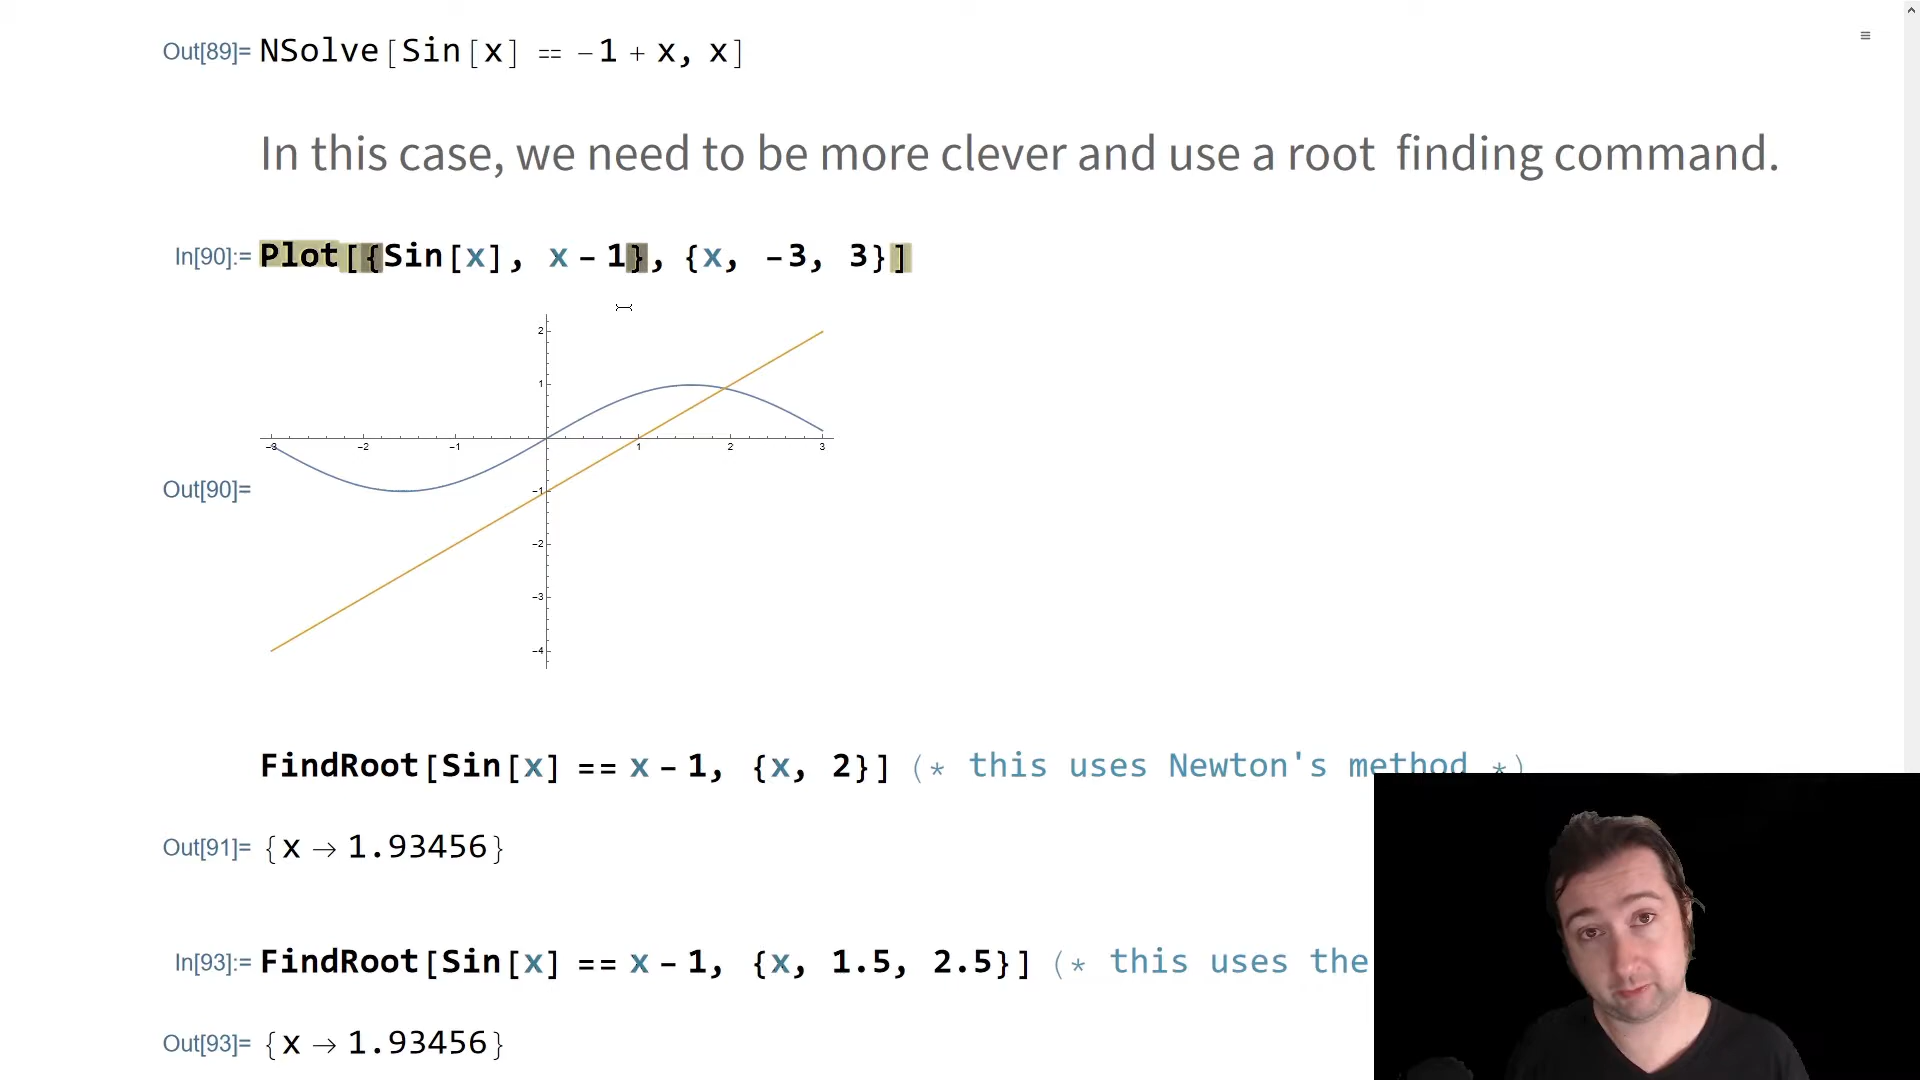 Out[89]= NSolve[Sin[x] == -1 + x, x]
≡
In this case, we need to be more clever and use a root finding command.
In[90]:= Plot[{Sin[x], x - 1}, {x, -3, 3}]
2
1
-3 -2 -1 1 2 3
Out[90]=
-1
-2
-3
-4
FindRoot[Sin[x] == x - 1, {x, 2}] (* this uses Newton's method *)
Out[91]= {x → 1.93456}
In[93]:= FindRoot[Sin[x] == x - 1, {x, 1.5, 2.5}] (* this uses the
Out[93]= {x → 1.93456}